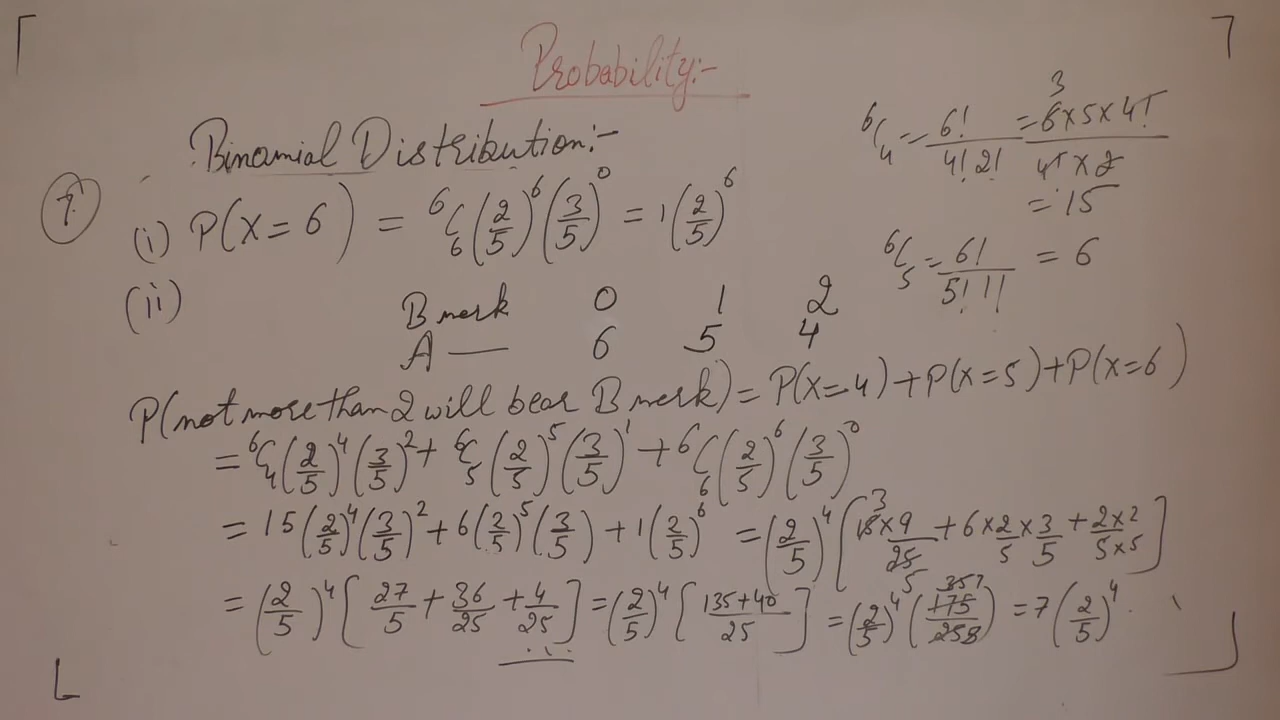 Probability:-
Binamial Distribution:-
9.
(i) P(X=6) = ⁶C₆(2/5)⁶(3/5)⁰ = 1(2/5)⁶
(ii)
B mark 0 1 2
A — 6 5 4
P(not more than 2 will bear B mark) = P(X=4)+P(X=5)+P(X=6)
= ⁶C₄(2/5)⁴(3/5)² + ⁶C₅(2/5)⁵(3/5)¹ + ⁶C₆(2/5)⁶(3/5)⁰
= 15(2/5)⁴(3/5)² + 6(2/5)⁵(3/5) + 1(2/5)⁶ = (2/5)⁴[15×9/25 + 6×2/5×3/5 + 2×2/5×5]
= (2/5)⁴[27/5 + 36/25 + 4/25] = (2/5)⁴[135+40/25] = (2/5)⁴(175/25) = 7(2/5)⁴
⁶C₄ = 6!/4!2! = 6×5×4!/4!×2
= 15
⁶C₅ = 6!/5!1! = 6